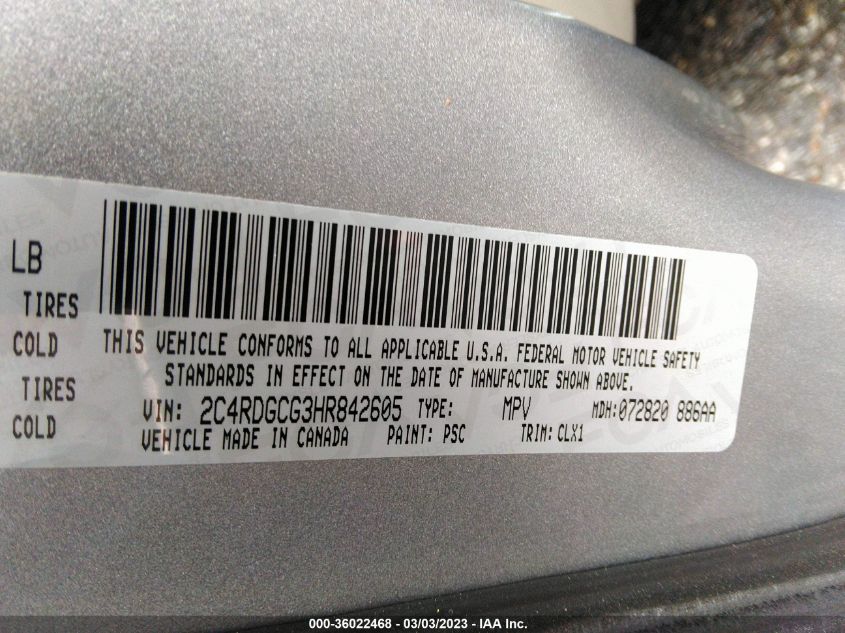 LB
TIRES
COLD
TIRES
COLD
THIS VEHICLE CONFORMS TO ALL APPLICABLE U.S.A. FEDERAL MOTOR VEHICLE SAFETY
STANDARDS IN EFFECT ON THE DATE OF MANUFACTURE SHOWN ABOVE.
VIN: 2C4RDGCG3HR842605 TYPE: MPV MDH:072820 886AA
VEHICLE MADE IN CANADA PAINT: PSC TRIM: CLX1
000-36022468 - 03/03/2023 - IAA Inc.